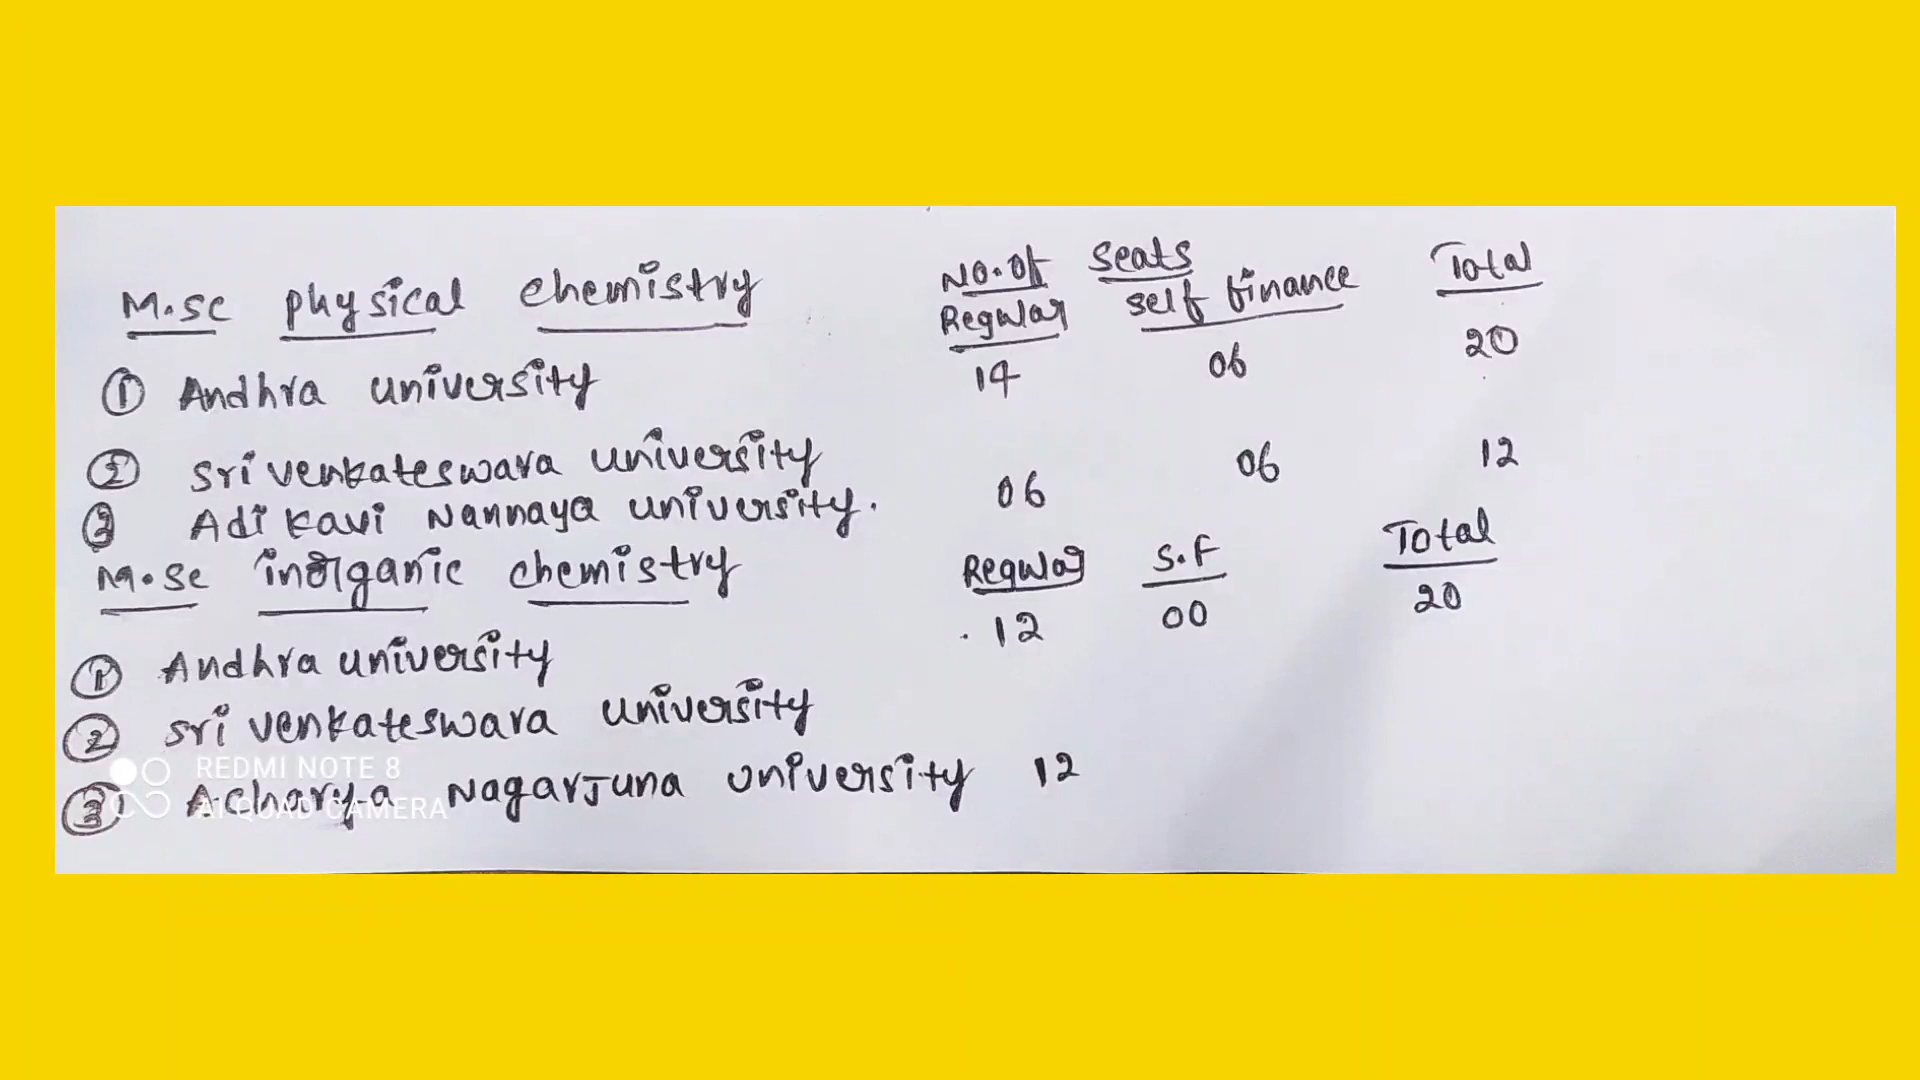 No. of Seats Total
M.sc physical chemistry Regular self finance
① Andhra university 14 06 20
② Sri venkateswara university 06 12
③ Adi kavi Nannaya university. 06
M.Sc inorganic chemistry Regular S.F Total
① Andhra university 12 00 20
② Sri venkateswara university
③ Acharya Nagarjuna university 12
REDMI NOTE 8
AI QUAD CAMERA